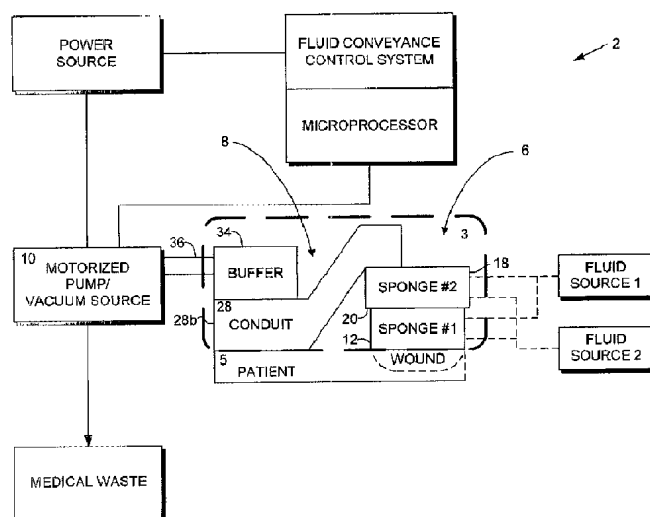 POWER
SOURCE
FLUID CONVEYANCE
CONTROL SYSTEM
MICROPROCESSOR
2
8
6
34
3
36
10
MOTORIZED
PUMP/
VACUUM SOURCE
BUFFER
18
SPONGE #2
FLUID
SOURCE 1
28
28b
CONDUIT
20
SPONGE #1
12
WOUND
FLUID
SOURCE 2
5
PATIENT
MEDICAL WASTE